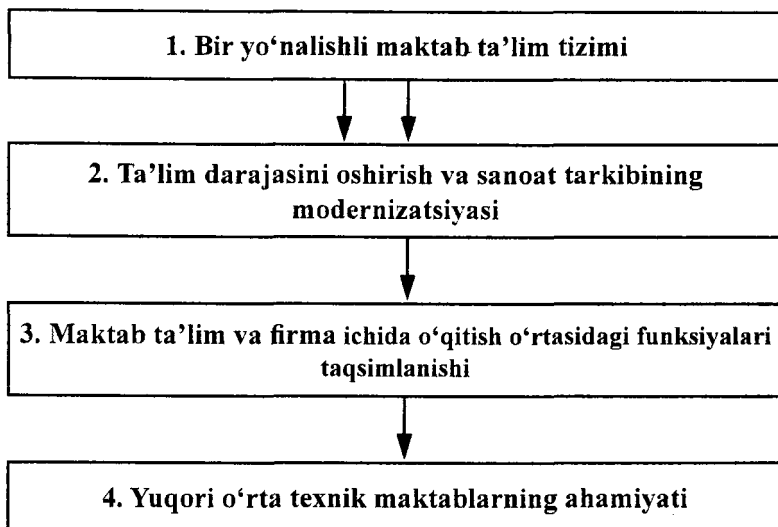 1. Bir yo‘nalishli maktab ta’lim tizimi
2. Ta’lim darajasini oshirish va sanoat tarkibining
modernizatsiyasi
3. Maktab ta’lim va firma ichida o‘qitish o‘rtasidagi funksiyalari
taqsimlanishi
4. Yuqori o‘rta texnik maktablarning ahamiyati